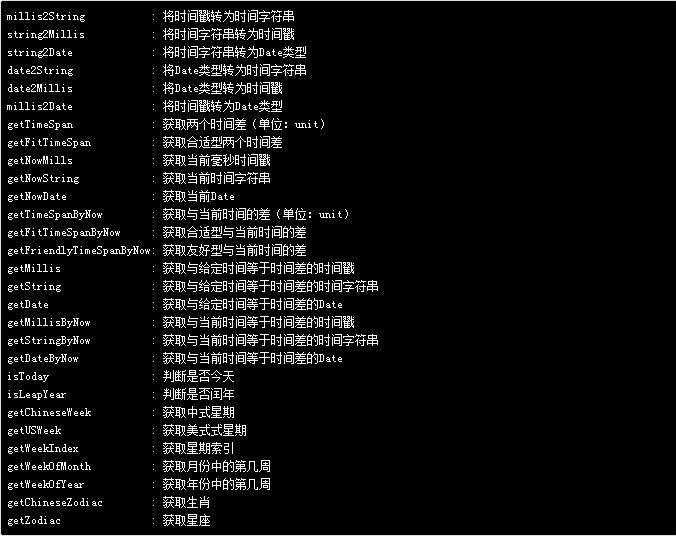 millis2String : 将时间戳转为时间字符串
string2Millis : 将时间字符串转为时间戳
string2Date : 将时间字符串转为Date类型
date2String : 将Date类型转为时间字符串
date2Millis : 将Date类型转为时间戳
millis2Date : 将时间戳转为Date类型
getTimeSpan : 获取两个时间差（单位：unit）
getFitTimeSpan : 获取合适型两个时间差
getNowMills : 获取当前毫秒时间戳
getNowString : 获取当前时间字符串
getNowDate : 获取当前Date
getTimeSpanByNow : 获取与当前时间的差（单位：unit）
getFitTimeSpanByNow : 获取合适型与当前时间的差
getFriendlyTimeSpanByNow: 获取友好型与当前时间的差
getMillis : 获取与给定时间等于时间差的时间戳
getString : 获取与给定时间等于时间差的时间字符串
getDate : 获取与给定时间等于时间差的Date
getMillisByNow : 获取与当前时间等于时间差的时间戳
getStringByNow : 获取与当前时间等于时间差的时间字符串
getDateByNow : 获取与当前时间等于时间差的Date
isToday : 判断是否今天
isLeapYear : 判断是否闰年
getChineseWeek : 获取中式星期
getUSWeek : 获取美式式星期
getWeekIndex : 获取星期索引
getWeekOfMonth : 获取月份中的第几周
getWeekOfYear : 获取年份中的第几周
getChineseZodiac : 获取生肖
getZodiac : 获取星座